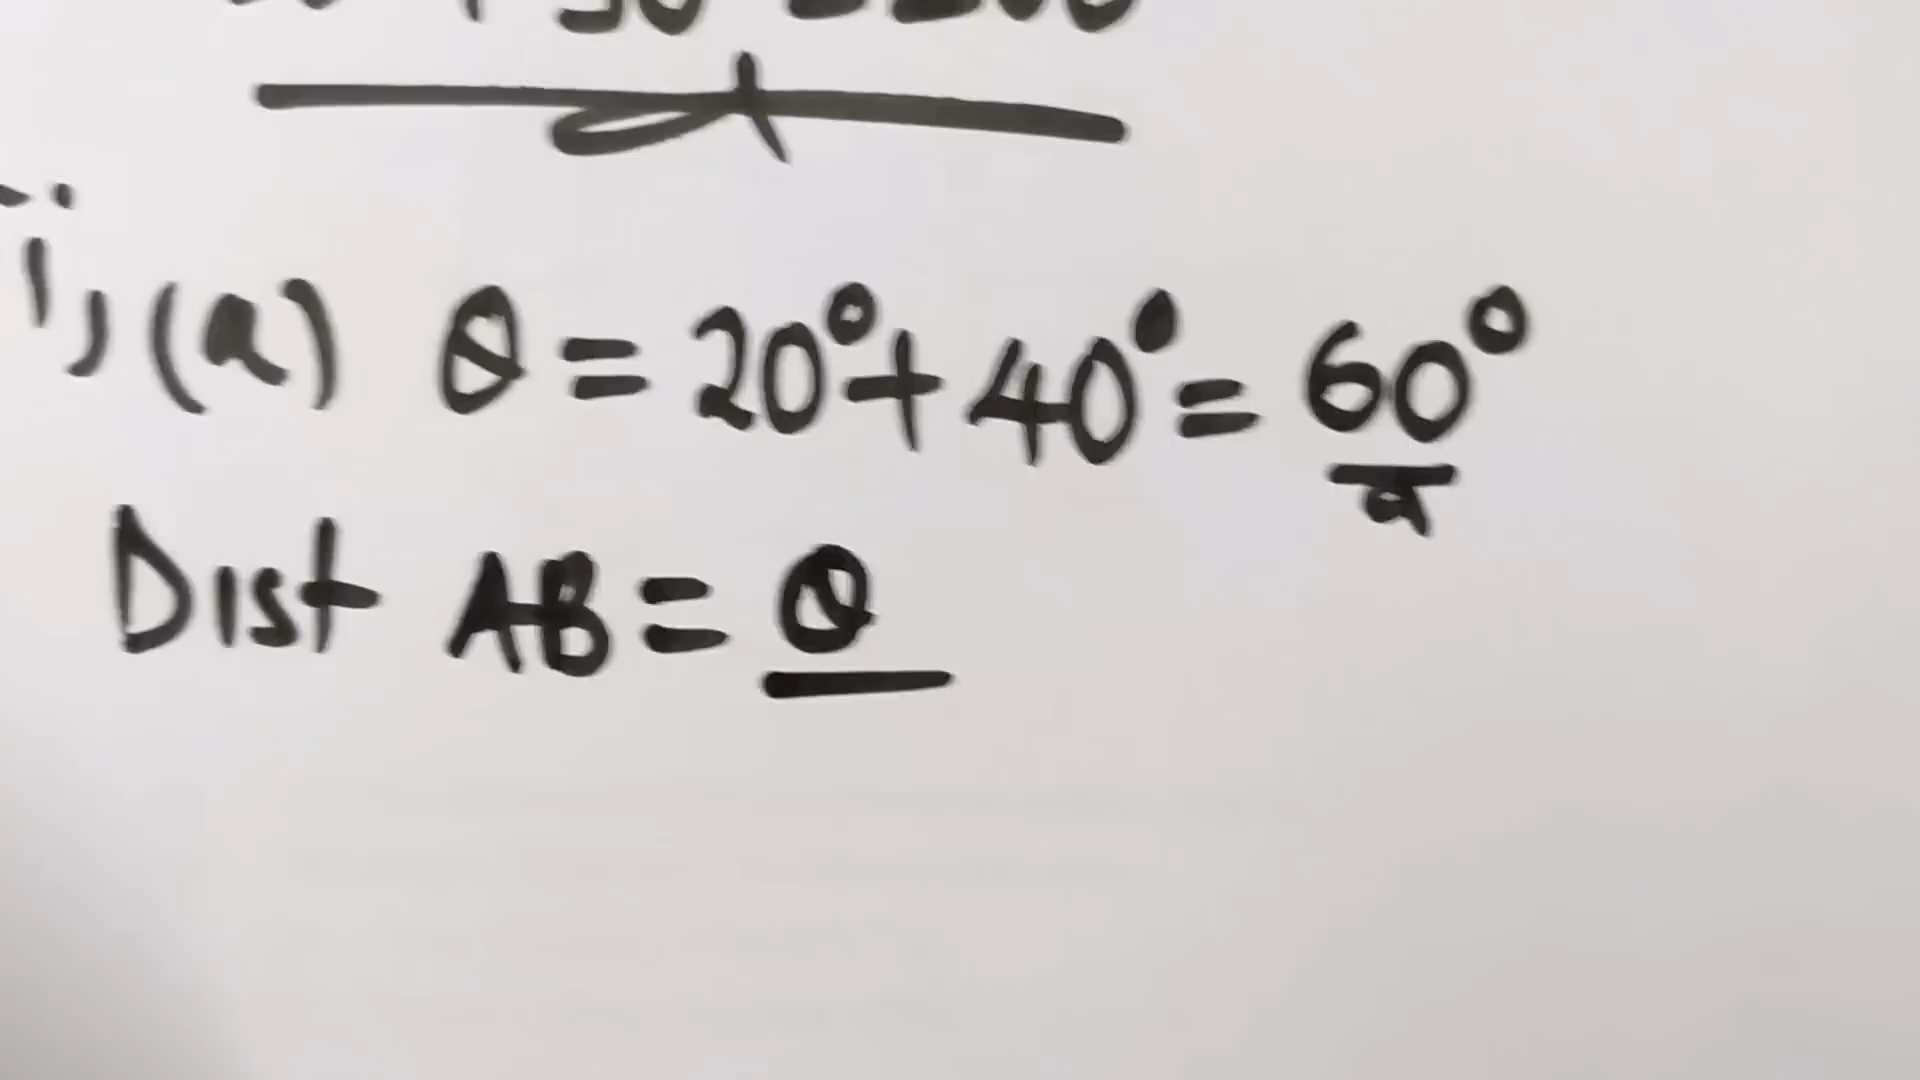 i, (a) θ = 20° + 40° = 60°
Dist AB = θ